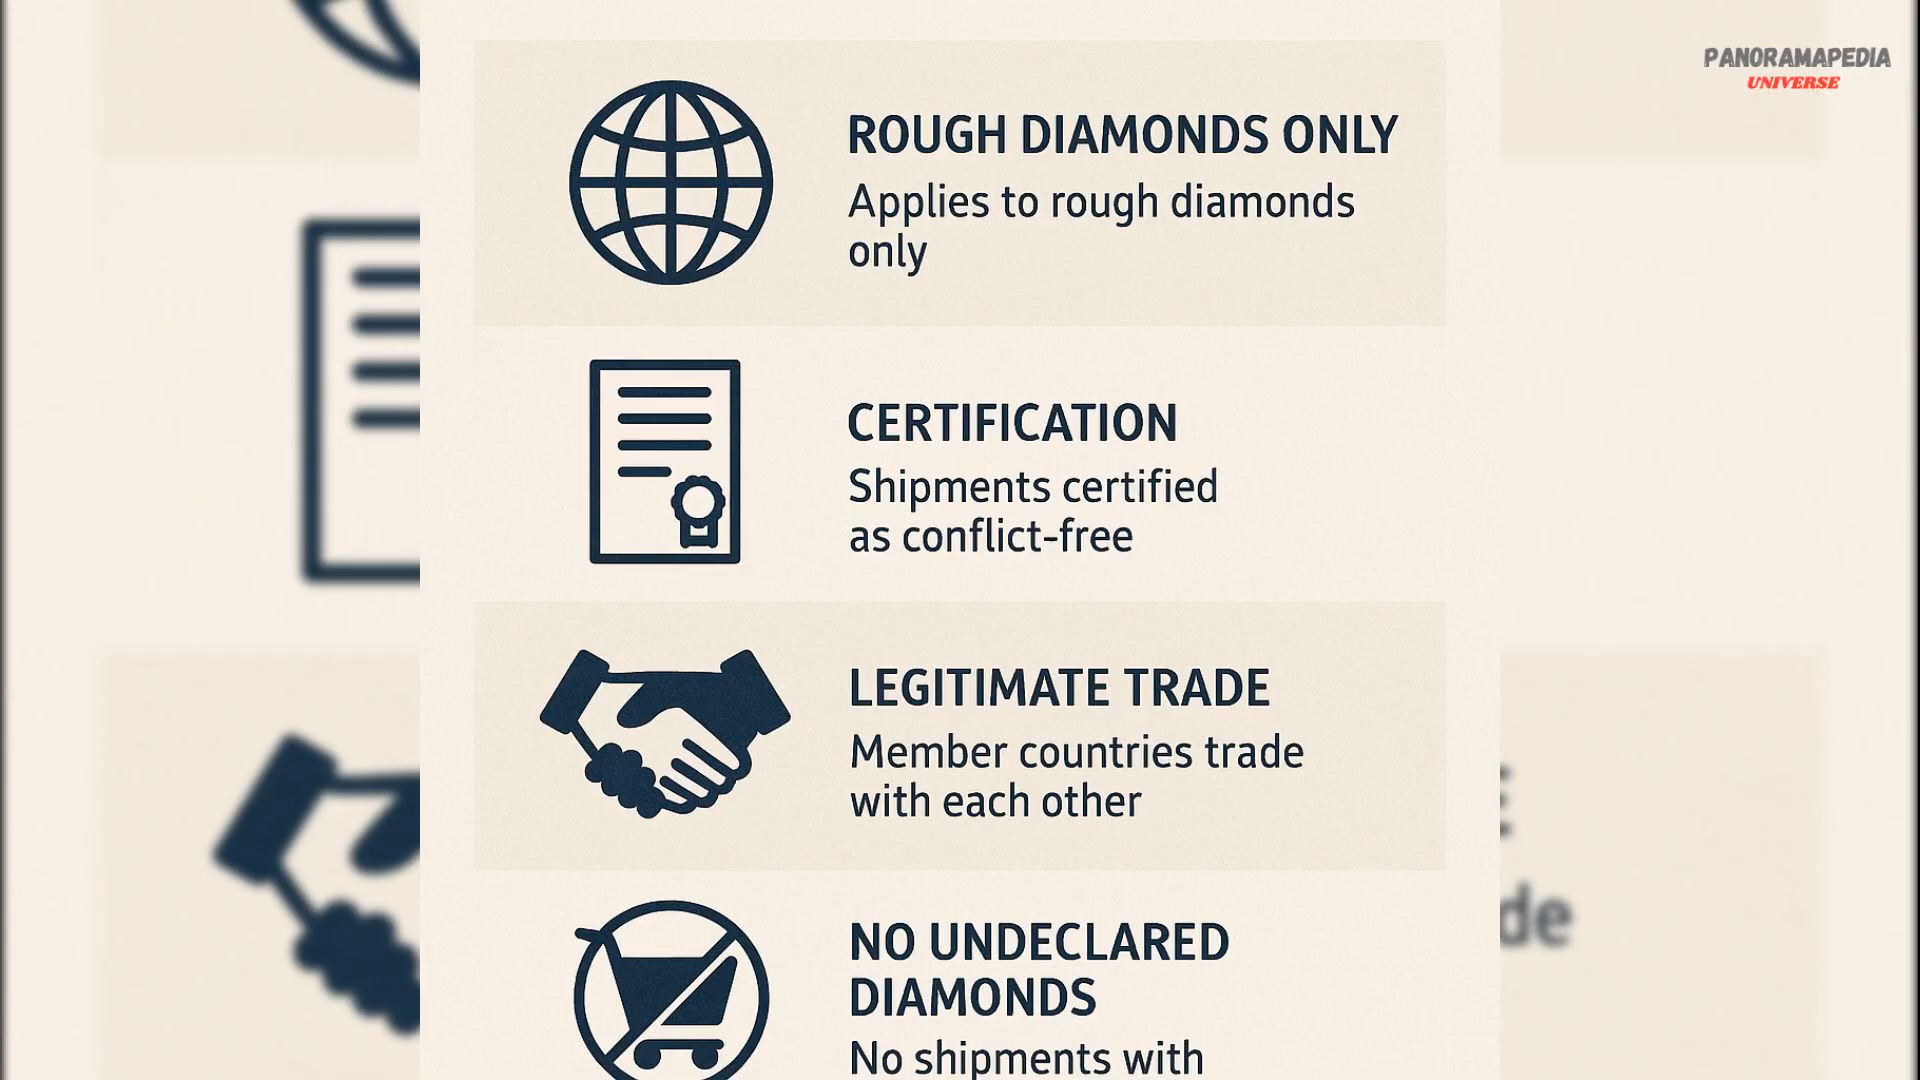 PANORAMAPEDIA
UNIVERSE
ROUGH DIAMONDS ONLY
Applies to rough diamonds
only
CERTIFICATION
Shipments certified
as conflict-free
LEGITIMATE TRADE
Member countries trade
with each other
NO UNDECLARED
DIAMONDS
No shipments with
de